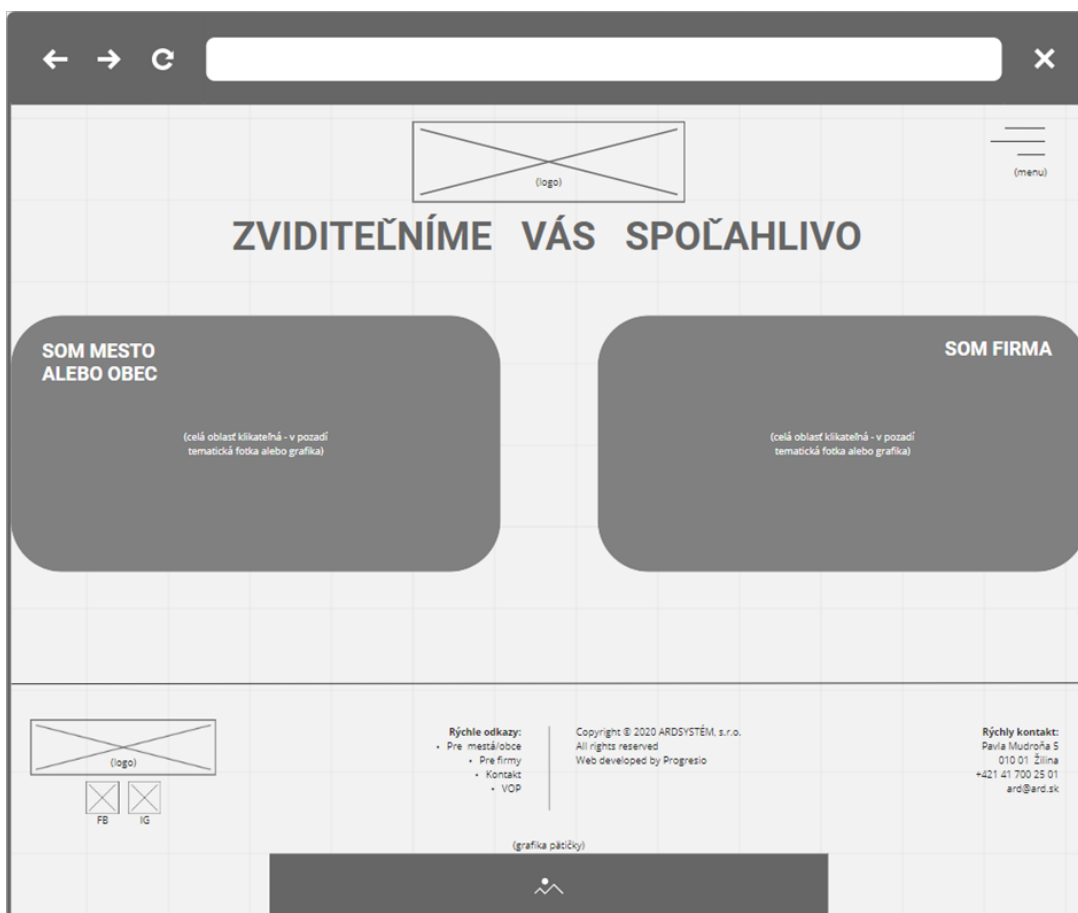 (logo)
(menu)
ZVIDITEĽNÍME VÁS SPOĽAHLIVO
SOM MESTO
ALEBO OBEC
(celá oblasť klikateľná - v pozadí
tematická fotka alebo grafika)
SOM FIRMA
(celá oblasť klikateľná - v pozadí
tematická fotka alebo grafika)
(logo)
FB
IG
Rýchle odkazy:
• Pre mestá/obce
• Pre firmy
• Kontakt
• VOP
Copyright © 2020 ARDSYSTÉM, s.r.o.
All rights reserved
Web developed by Progresio
Rýchly kontakt:
Pavla Mudroňa 5
010 01 Žilina
+421 41 700 25 01
ard@ard.sk
(grafika pätičky)